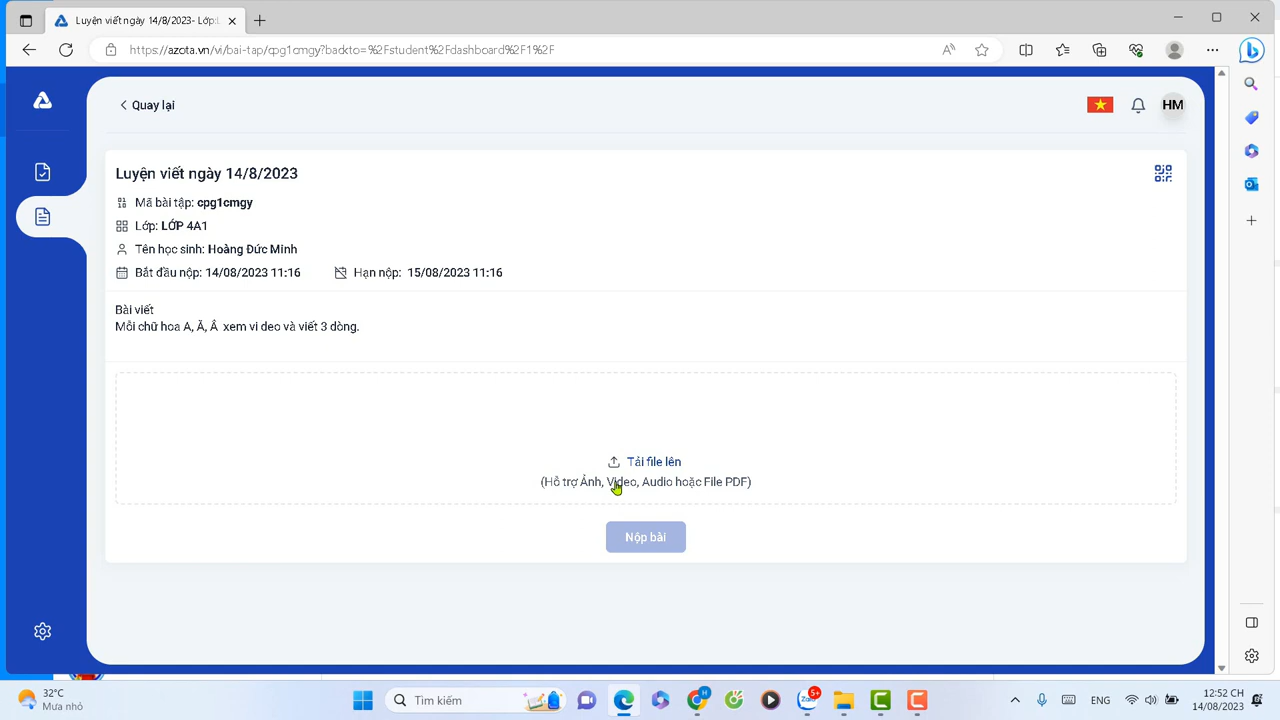 Luyện viết ngày 14/8/2023- Lớp:
https://azota.vn/vi/bai-tap/cpg1cmgy?backto=%2Fstudent%2Fdashboard%2F1%2F
Quay lại
HM
Luyện viết ngày 14/8/2023
Mã bài tập: cpg1cmgy
Lớp: LỚP 4A1
Tên học sinh: Hoàng Đức Minh
Bắt đầu nộp: 14/08/2023 11:16 Hạn nộp: 15/08/2023 11:16
Bài viết
Mỗi chữ hoa A, Ă, Â xem vi deo và viết 3 dòng.
Tải file lên
(Hỗ trợ Ảnh, Video, Audio hoặc File PDF)
Nộp bài
32°C
Mưa nhỏ
Tìm kiếm
H
Zalo
5+
ENG
12:52 CH
14/08/2023